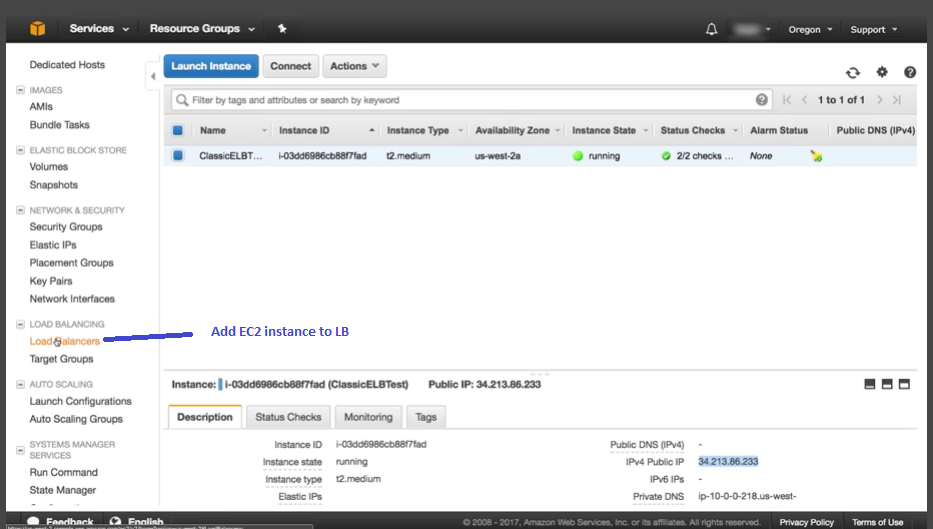 Services
Resource Groups
Oregon
Support
Dedicated Hosts
IMAGES
AMIs
Bundle Tasks
ELASTIC BLOCK STORE
Volumes
Snapshots
NETWORK & SECURITY
Security Groups
Elastic IPs
Placement Groups
Key Pairs
Network Interfaces
LOAD BALANCING
Load Balancers
Target Groups
AUTO SCALING
Launch Configurations
Auto Scaling Groups
SYSTEMS MANAGER
SERVICES
Run Command
State Manager
Launch Instance
Connect
Actions
Filter by tags and attributes or search by keyword
1 to 1 of 1
Name Instance ID Instance Type Availability Zone Instance State Status Checks Alarm Status Public DNS (IPv4)
ClassicELBT... i-03dd6986cb88f7fad t2.medium us-west-2a running 2/2 checks ... None
Add EC2 instance to LB
Instance: i-03dd6986cb88f7fad (ClassicELBTest) Public IP: 34.213.86.233
Description Status Checks Monitoring Tags
Instance ID i-03dd6986cb88f7fad Public DNS (IPv4) -
Instance state running IPv4 Public IP 34.213.86.233
Instance type t2.medium IPv6 IPs -
Elastic IPs Private DNS ip-10-0-0-218.us-west-
Feedback English © 2008 - 2017, Amazon Web Services, Inc. or its affiliates. All rights reserved. Privacy Policy Terms of Use